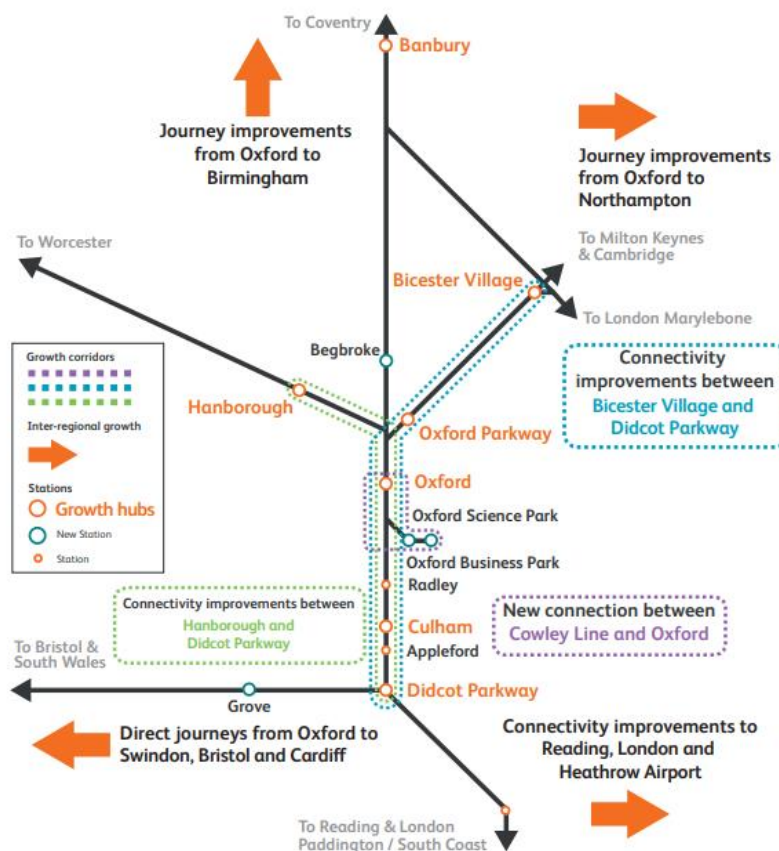 To Coventry
Banbury
Journey improvements
from Oxford to
Birmingham
Journey improvements
from Oxford to
Northampton
To Worcester
To Milton Keynes
& Cambridge
Bicester Village
To London Marylebone
Begbroke
Growth corridors
Inter-regional growth
Stations
Growth hubs
New Station
Station
Hanborough
Oxford Parkway
Connectivity
improvements between
Bicester Village and
Didcot Parkway
Oxford
Oxford Science Park
Oxford Business Park
Radley
Connectivity improvements between
Hanborough and
Didcot Parkway
Culham
Appleford
New connection between
Cowley Line and Oxford
To Bristol &
South Wales
Didcot Parkway
Grove
Direct journeys from Oxford to
Swindon, Bristol and Cardiff
Connectivity improvements to
Reading, London and
Heathrow Airport
To Reading & London
Paddington / South Coast